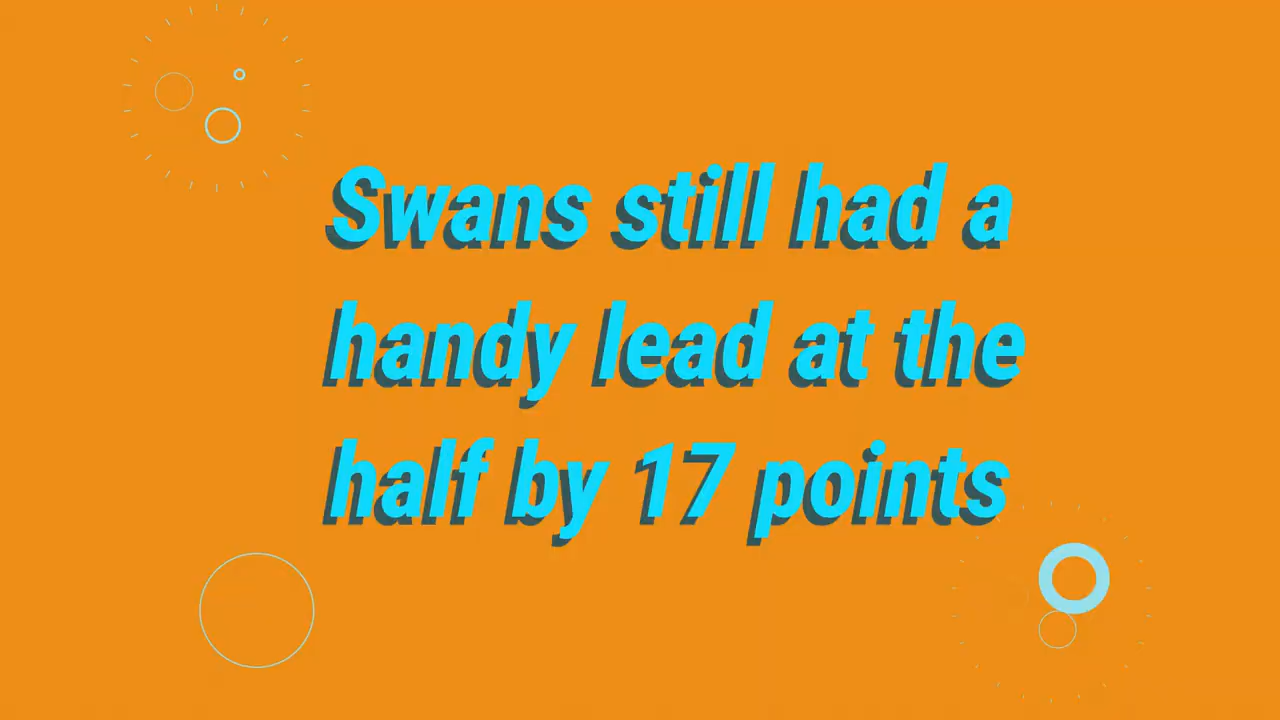 Swans still had a
handy lead at the
half by 17 points